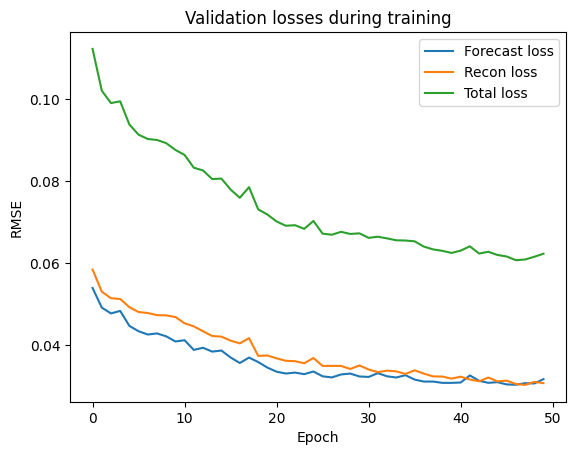 Validation losses during training
Forecast loss
Recon loss
Total loss
RMSE
0.10
0.08
0.06
0.04
0
10
20
30
40
50
Epoch